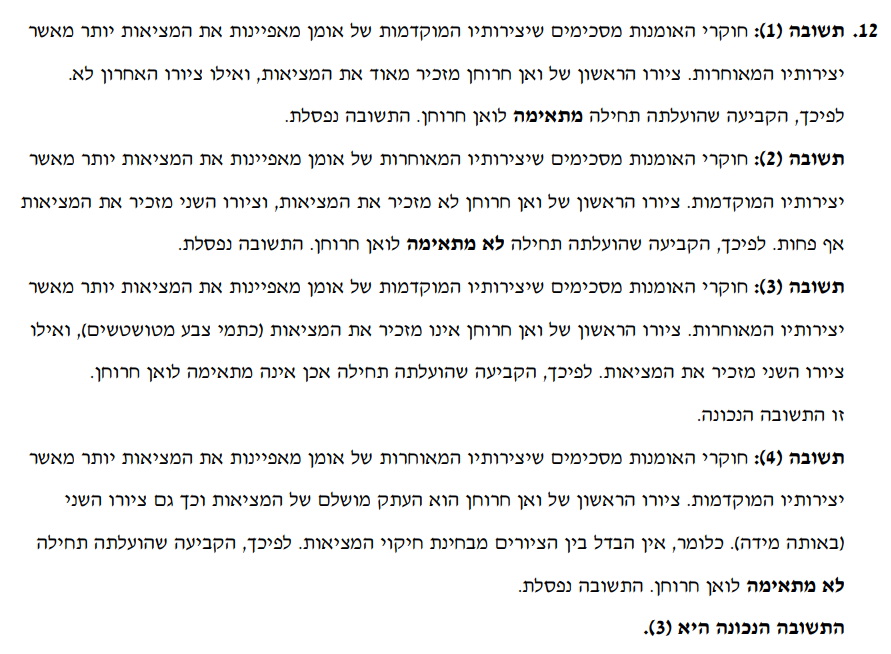 12. תשובה (1): חוקרי האומנות מסכימים שיצירותיו המוקדמות של אומן מאפיינות את המציאות יותר מאשר
יצירותיו המאוחרות. ציורו הראשון של ואן חרוחן מזכיר מאוד את המציאות, ואילו ציורו האחרון לא.
לפיכך, הקביעה שהועלתה תחילה מתאימה לואן חרוחן. התשובה נפסלת.
תשובה (2): חוקרי האומנות מסכימים שיצירותיו המאוחרות של אומן מאפיינות את המציאות יותר מאשר
יצירותיו המוקדמות. ציורו הראשון של ואן חרוחן לא מזכיר את המציאות, וציורו השני מזכיר את המציאות
אף פחות. לפיכך, הקביעה שהועלתה תחילה לא מתאימה לואן חרוחן. התשובה נפסלת.
תשובה (3): חוקרי האומנות מסכימים שיצירותיו המוקדמות של אומן מאפיינות את המציאות יותר מאשר
יצירותיו המאוחרות. ציורו הראשון של ואן חרוחן אינו מזכיר את המציאות (כתמי צבע מטושטשים), ואילו
ציורו השני מזכיר את המציאות. לפיכך, הקביעה שהועלתה תחילה אכן אינה מתאימה לואן חרוחן.
זו התשובה הנכונה.
תשובה (4): חוקרי האומנות מסכימים שיצירותיו המאוחרות של אומן מאפיינות את המציאות יותר מאשר
יצירותיו המוקדמות. ציורו הראשון של ואן חרוחן הוא העתק מושלם של המציאות וכך גם ציורו השני
(באותה מידה). כלומר, אין הבדל בין הציורים מבחינת חיקוי המציאות. לפיכך, הקביעה שהועלתה תחילה
לא מתאימה לואן חרוחן. התשובה נפסלת.
התשובה הנכונה היא (3).